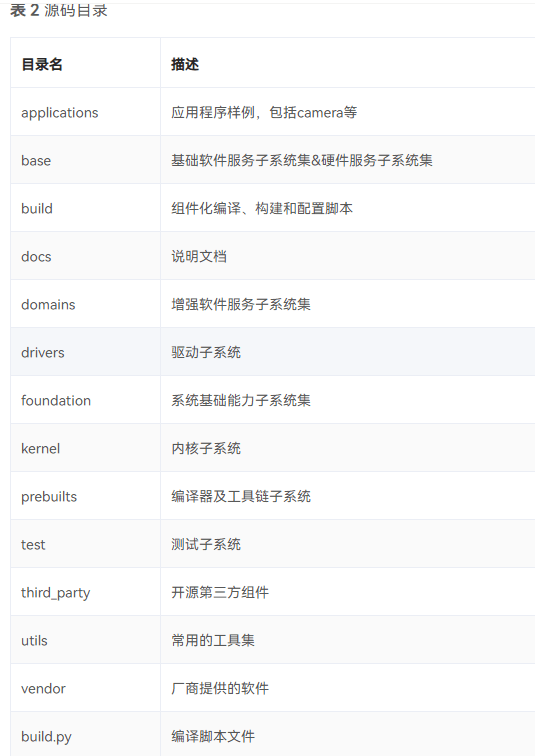 表 2 源码目录
目录名 描述
applications 应用程序样例，包括camera等
base 基础软件服务子系统集&硬件服务子系统集
build 组件化编译、构建和配置脚本
docs 说明文档
domains 增强软件服务子系统集
drivers 驱动子系统
foundation 系统基础能力子系统集
kernel 内核子系统
prebuilts 编译器及工具链子系统
test 测试子系统
third_party 开源第三方组件
utils 常用的工具集
vendor 厂商提供的软件
build.py 编译脚本文件